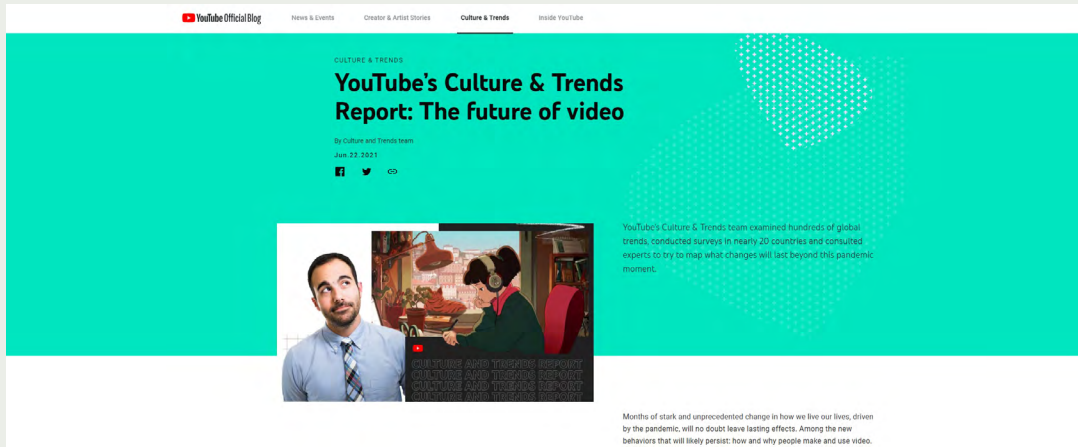 YouTube Official Blog
News & Events
Creator & Artist Stories
Culture & Trends
Inside YouTube
CULTURE & TRENDS
YouTube's Culture & Trends
Report: The future of video
By Culture and Trends team
Jun.22.2021
YouTube's Culture & Trends team examined hundreds of global
trends, conducted surveys in nearly 20 countries and consulted
experts to try to map what changes will last beyond this pandemic
moment.
CULTURE AND TRENDS REPORT
CULTURE AND TRENDS REPORT
CULTURE AND TRENDS REPORT
CULTURE AND TRENDS REPORT
Months of stark and unprecedented change in how we live our lives, driven
by the pandemic, will no doubt leave lasting effects. Among the new
behaviors that will likely persist: how and why people make and use video.